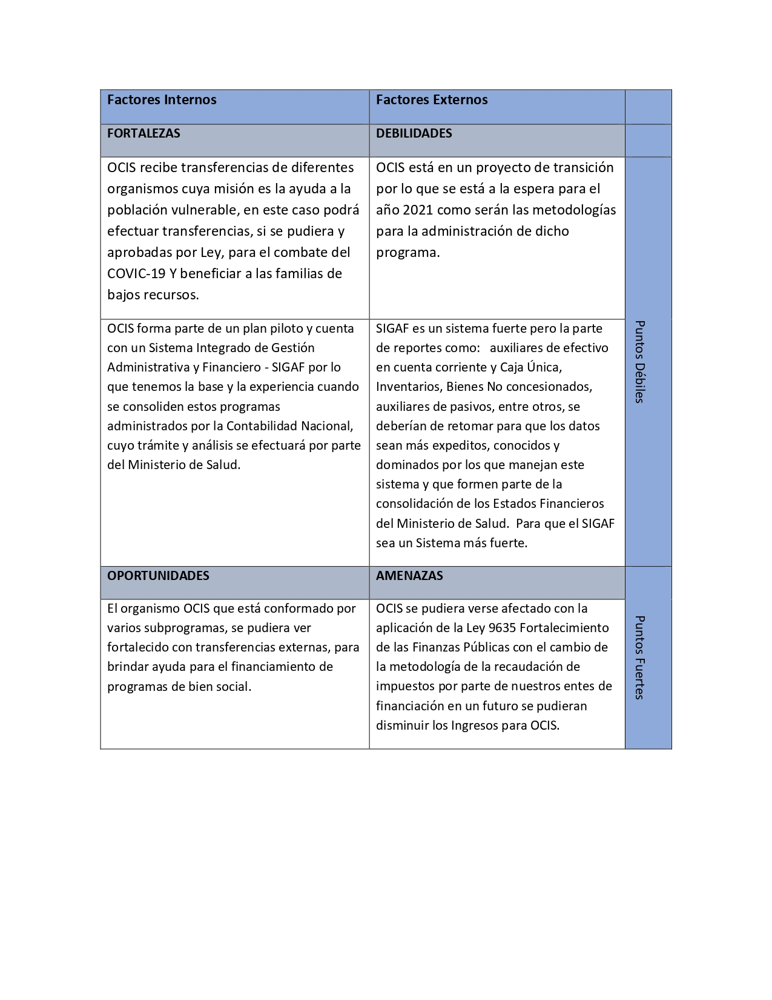 Factores Internos
Factores Externos
FORTALEZAS
DEBILIDADES
OCIS recibe transferencias de diferentes
organismos cuya misión es la ayuda a la
población vulnerable, en este caso podrá
efectuar transferencias, si se pudiera y
aprobadas por Ley, para el combate del
COVIC-19 Y beneficiar a las familias de
bajos recursos.
OCIS está en un proyecto de transición
por lo que se está a la espera para el
año 2021 como serán las metodologías
para la administración de dicho
programa.
Puntos Débiles
OCIS forma parte de un plan piloto y cuenta
con un Sistema Integrado de Gestión
Administrativa y Financiero - SIGAF por lo
que tenemos la base y la experiencia cuando
se consoliden estos programas
administrados por la Contabilidad Nacional,
cuyo trámite y análisis se efectuará por parte
del Ministerio de Salud.
SIGAF es un sistema fuerte pero la parte
de reportes como:   auxiliares de efectivo
en cuenta corriente y Caja Única,
Inventarios, Bienes No concesionados,
auxiliares de pasivos, entre otros, se
deberían de retomar para que los datos
sean más expeditos, conocidos y
dominados por los que manejan este
sistema y que formen parte de la
consolidación de los Estados Financieros
del Ministerio de Salud.  Para que el SIGAF
sea un Sistema más fuerte.
OPORTUNIDADES
AMENAZAS
Puntos Fuertes
El organismo OCIS que está conformado por
varios subprogramas, se pudiera ver
fortalecido con transferencias externas, para
brindar ayuda para el financiamiento de
programas de bien social.
OCIS se pudiera verse afectado con la
aplicación de la Ley 9635 Fortalecimiento
de las Finanzas Públicas con el cambio de
la metodología de la recaudación de
impuestos por parte de nuestros entes de
financiación en un futuro se pudieran
disminuir los Ingresos para OCIS.